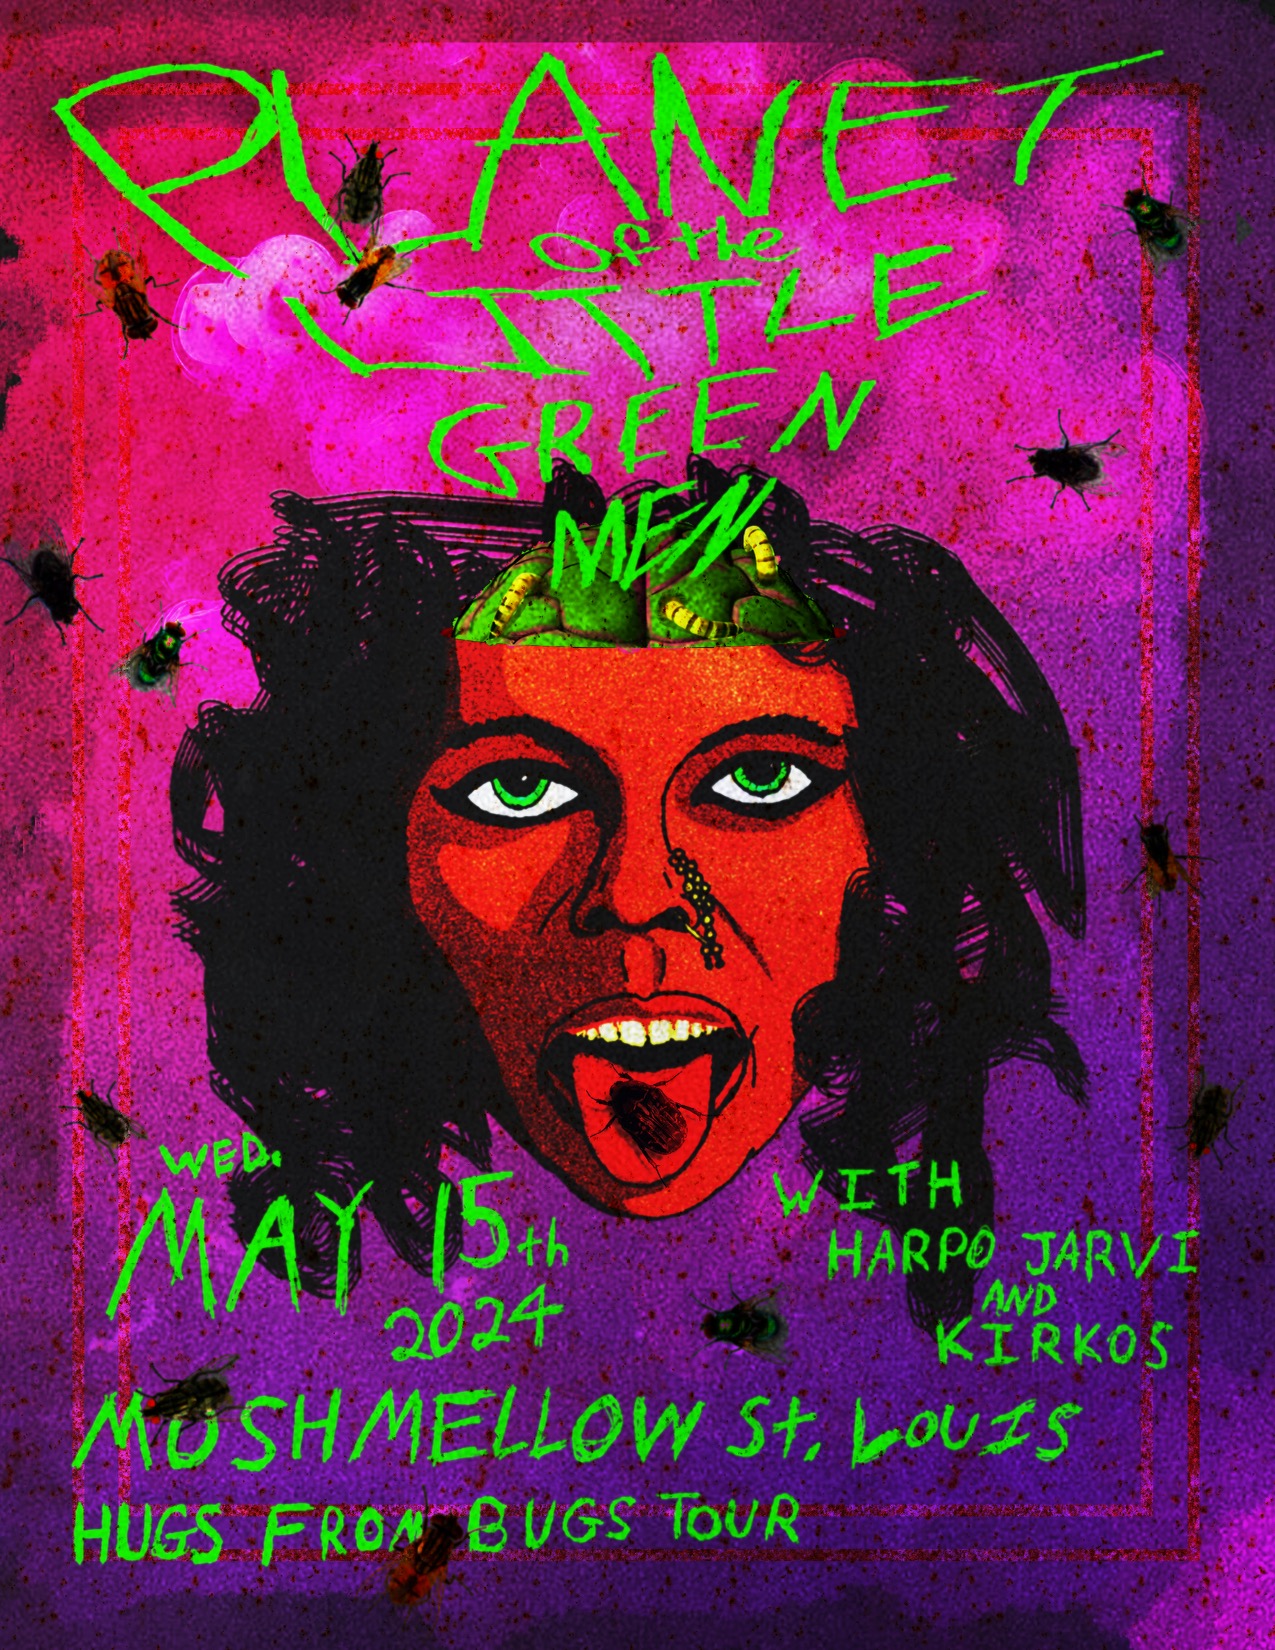 PLANET
of the
LITTLE
GREEN
MEN
WED.
MAY 15th
2024
WITH
HARPO JARVI
AND
KIRKOS
MOSHMELLOW St. LOUIS
HUGS FROM BUGS TOUR